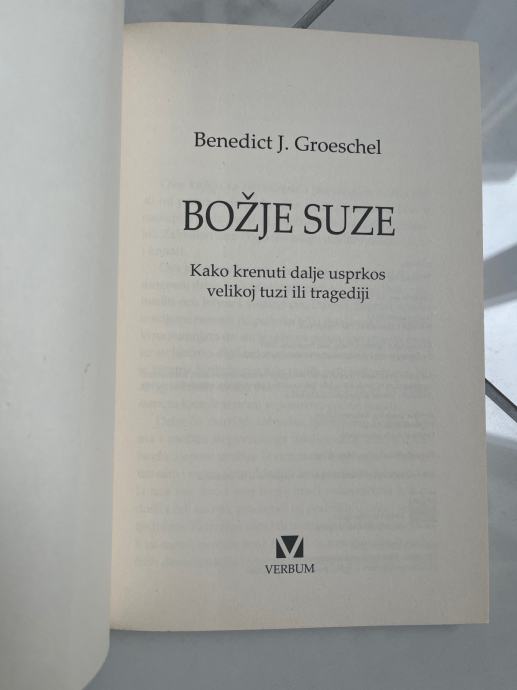 Benedict J. Groeschel
BOŽJE SUZE
Kako krenuti dalje usprkos
velikoj tuzi ili tragediji
VERBUM